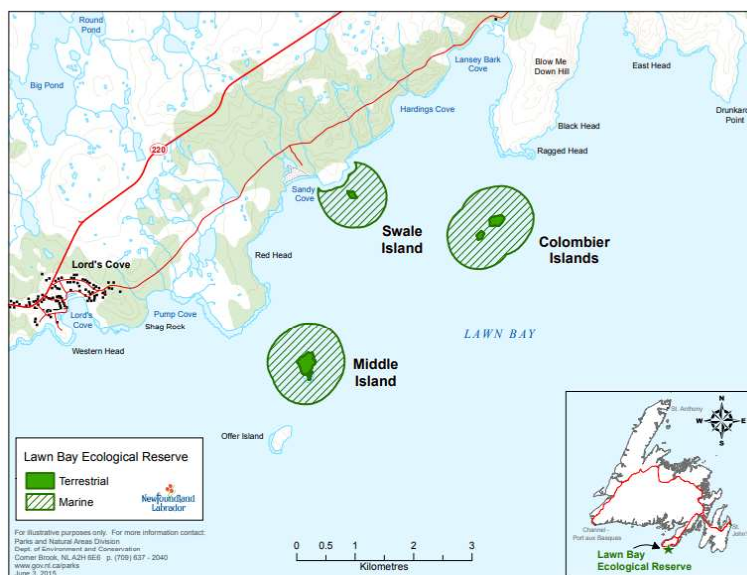 Round
Pond
Big Pond
220
Lansey Bark
Cove
Hardings Cove
Blow Me
Down Hill
East Head
Drunkard
Point
Black Head
Ragged Head
Sandy
Cove
Swale
Island
Colombier
Islands
Red Head
Lord's Cove
Lord's
Cove
Pump Cove
Shag Rock
Western Head
LAWN BAY
Middle
Island
Offer Island
Lawn Bay Ecological Reserve
Terrestrial
Marine
Newfoundland
Labrador
For illustrative purposes only. For more information contact:
Parks and Natural Areas Division
Dept. of Environment and Conservation
Corner Brook, NL A2H 6E6 p. (709) 637 - 2040
www.gov.nl.ca/parks
June 3, 2015
0 0.5 1 2 3
Kilometres
N
W E
S
St. Anthony
Channel -
Port aux Basques
St.
John's
Lawn Bay
Ecological Reserve